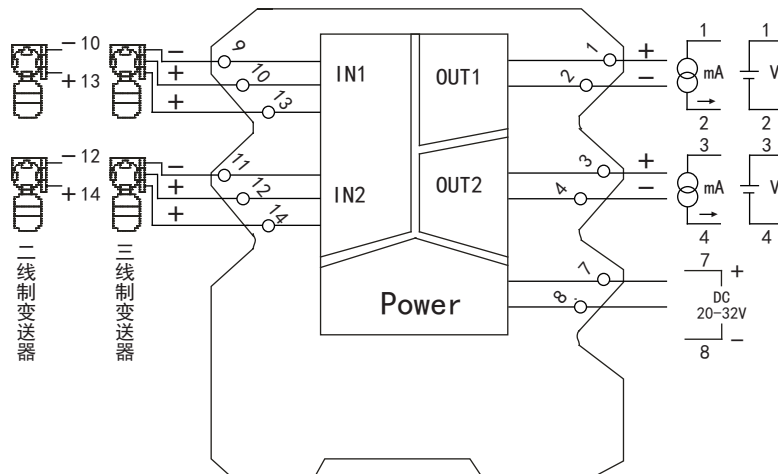 －10
＋13
－ 9
＋ 10
＋ 13
IN1
OUT1
1 ＋
2 －
1
mA
2
1
V
2
－12
＋14
－ 11
＋ 12
＋ 14
IN2
OUT2
3 ＋
4 －
3
mA
4
3
V
4
二线制变送器
三线制变送器
Power
7
8
7 ＋
DC
20-32V
8 －